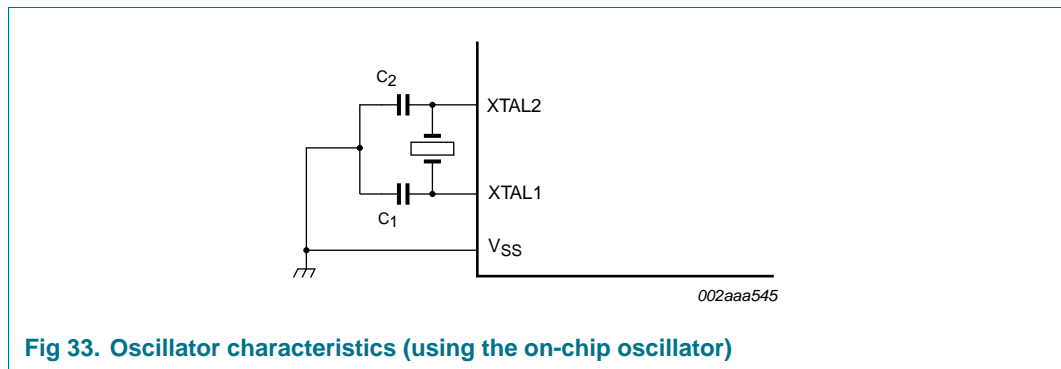 C2
XTAL2
XTAL1
C1
VSS
002aaa545
Fig 33. Oscillator characteristics (using the on-chip oscillator)